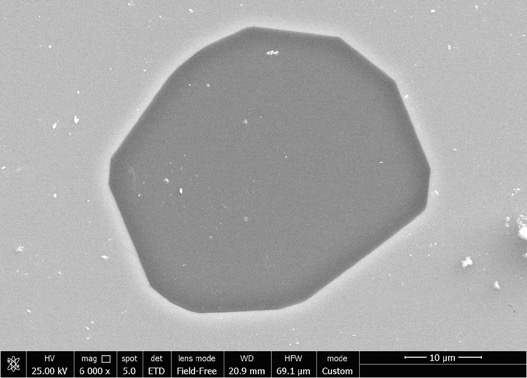 HV mag spot det lens mode WD HFW mode 10 µm
25.00 kV 6 000 x 5.0 ETD Field-Free 20.9 mm 69.1 µm Custom